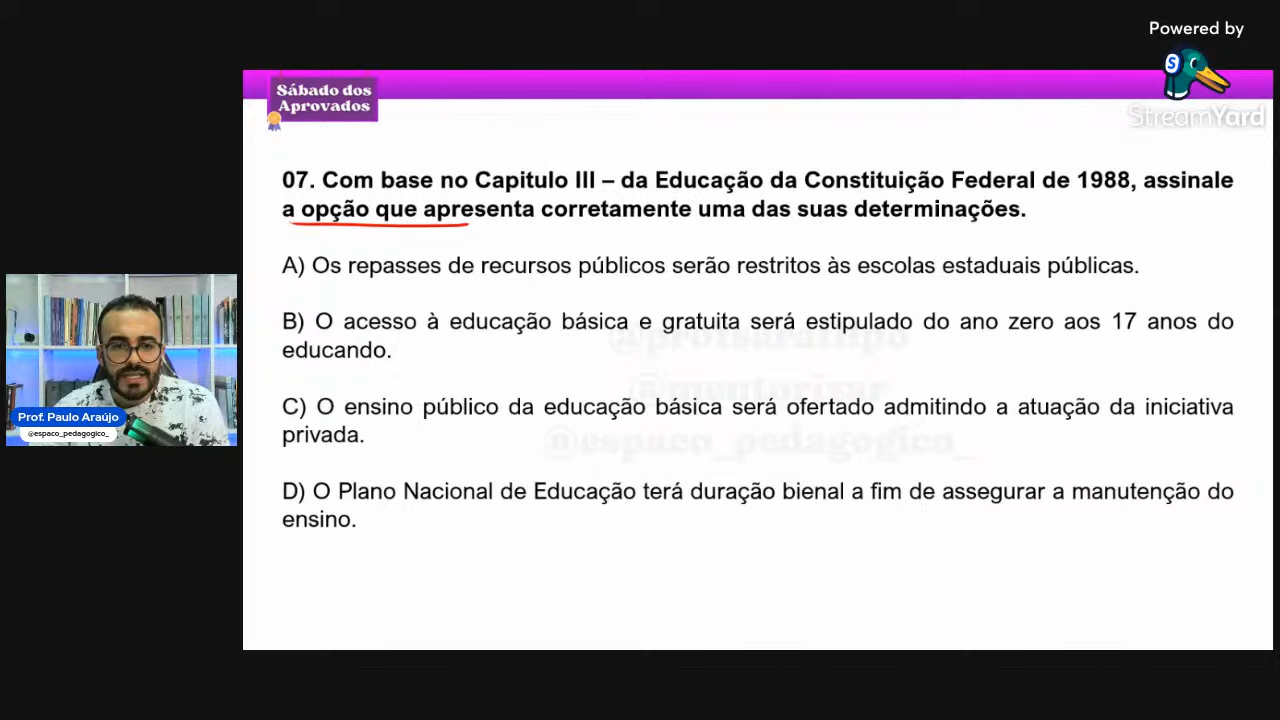 Powered by
S
StreamYard
Sábado dos
Aprovados
07. Com base no Capitulo III – da Educação da Constituição Federal de 1988, assinale
a opção que apresenta corretamente uma das suas determinações.
A) Os repasses de recursos públicos serão restritos às escolas estaduais públicas.
B) O acesso à educação básica e gratuita será estipulado do ano zero aos 17 anos do
educando.
C) O ensino público da educação básica será ofertado admitindo a atuação da iniciativa
privada.
D) O Plano Nacional de Educação terá duração bienal a fim de assegurar a manutenção do
ensino.
@mentorixar
@espaco_pedagogico_
Prof. Paulo Araújo
@espaco_pedagogico_